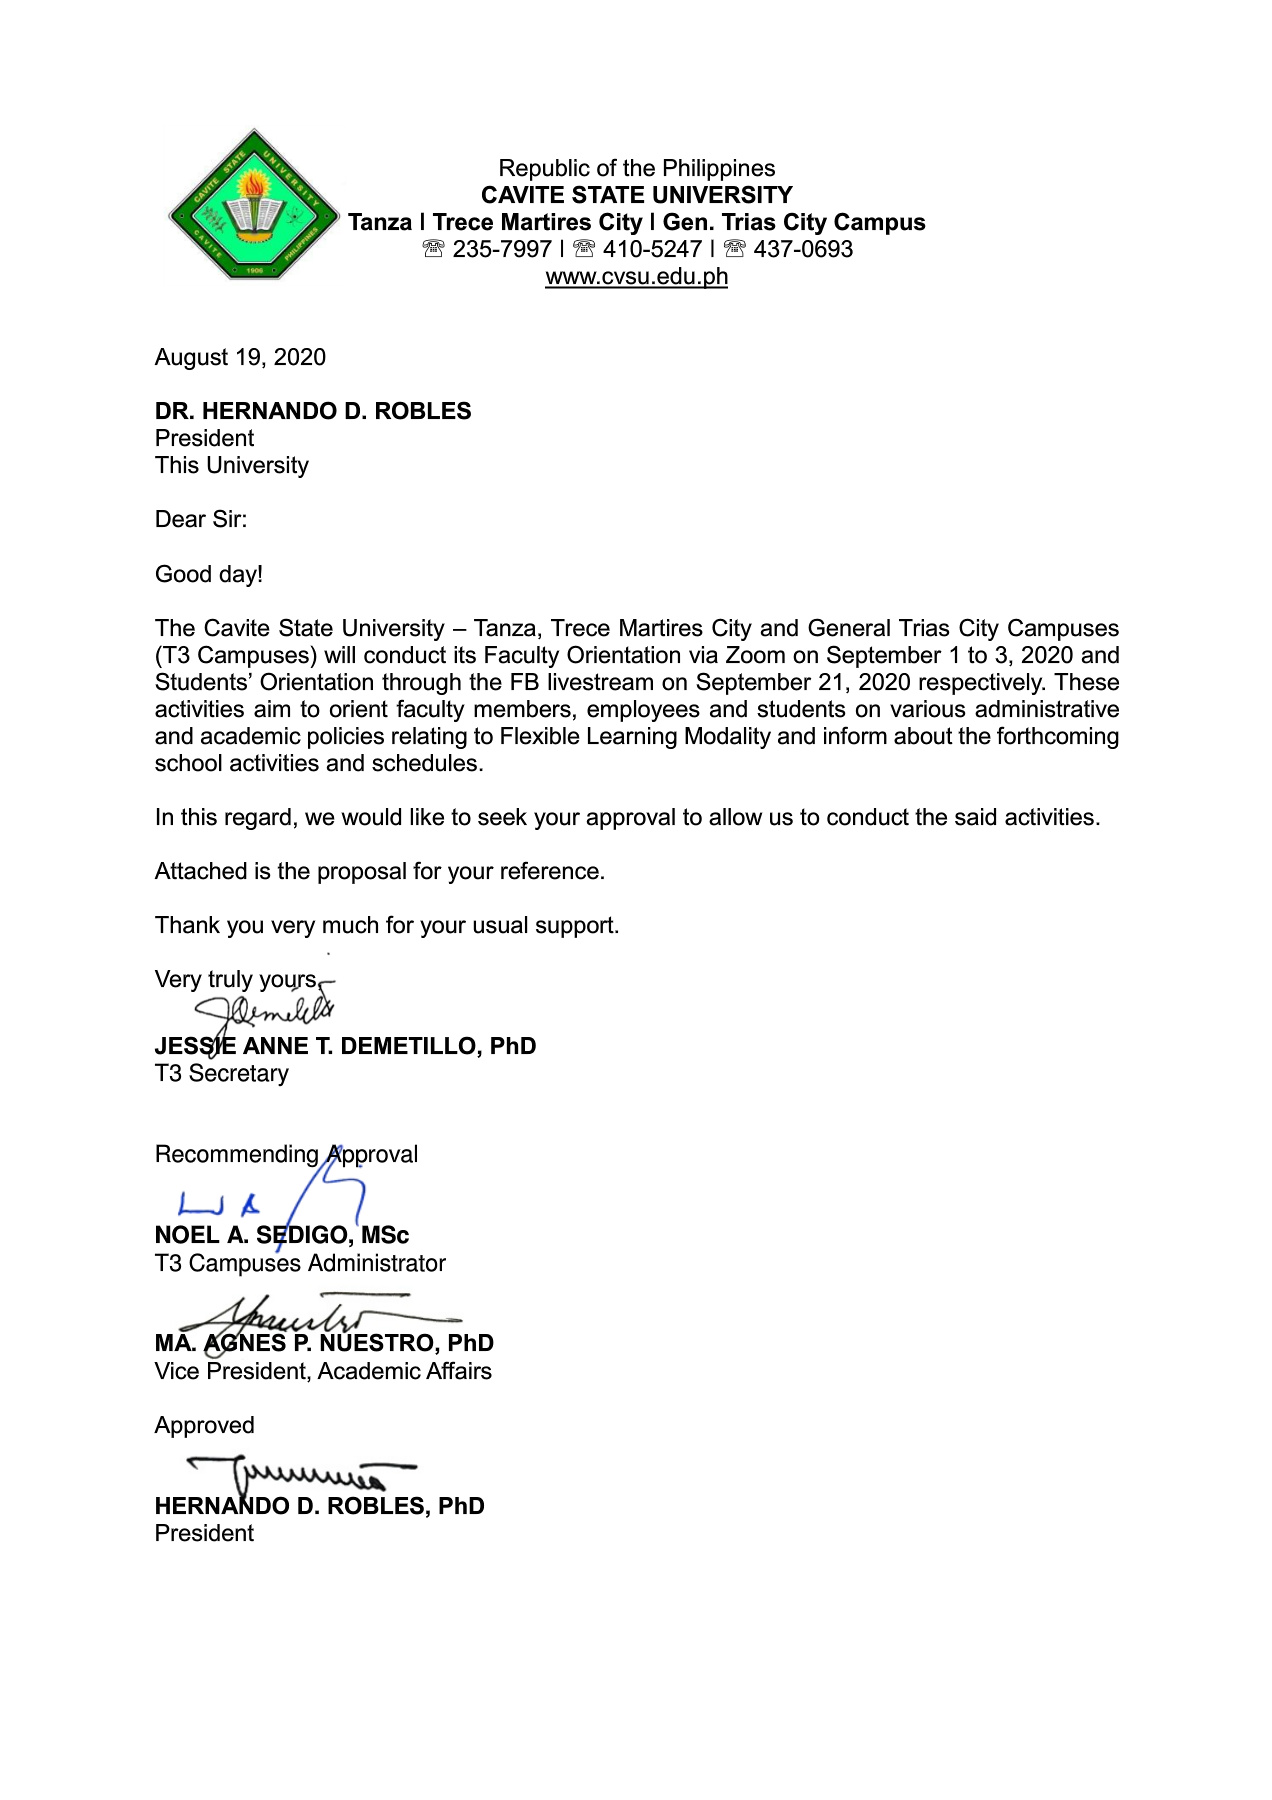 CAVITE STATE UNIVERSITY
CAVITE PHILIPPINES
1906
Republic of the Philippines
CAVITE STATE UNIVERSITY
Tanza | Trece Martires City | Gen. Trias City Campus
☏ 235-7997 | ☏ 410-5247 | ☏ 437-0693
www.cvsu.edu.ph
August 19, 2020
DR. HERNANDO D. ROBLES
President
This University
Dear Sir:
Good day!
The Cavite State University – Tanza, Trece Martires City and General Trias City Campuses
(T3 Campuses) will conduct its Faculty Orientation via Zoom on September 1 to 3, 2020 and
Students’ Orientation through the FB livestream on September 21, 2020 respectively. These
activities aim to orient faculty members, employees and students on various administrative
and academic policies relating to Flexible Learning Modality and inform about the forthcoming
school activities and schedules.
In this regard, we would like to seek your approval to allow us to conduct the said activities.
Attached is the proposal for your reference.
Thank you very much for your usual support.
Very truly yours,
JESSIE ANNE T. DEMETILLO, PhD
T3 Secretary
Recommending Approval
NOEL A. SEDIGO, MSc
T3 Campuses Administrator
MA. AGNES P. NUESTRO, PhD
Vice President, Academic Affairs
Approved
HERNANDO D. ROBLES, PhD
President